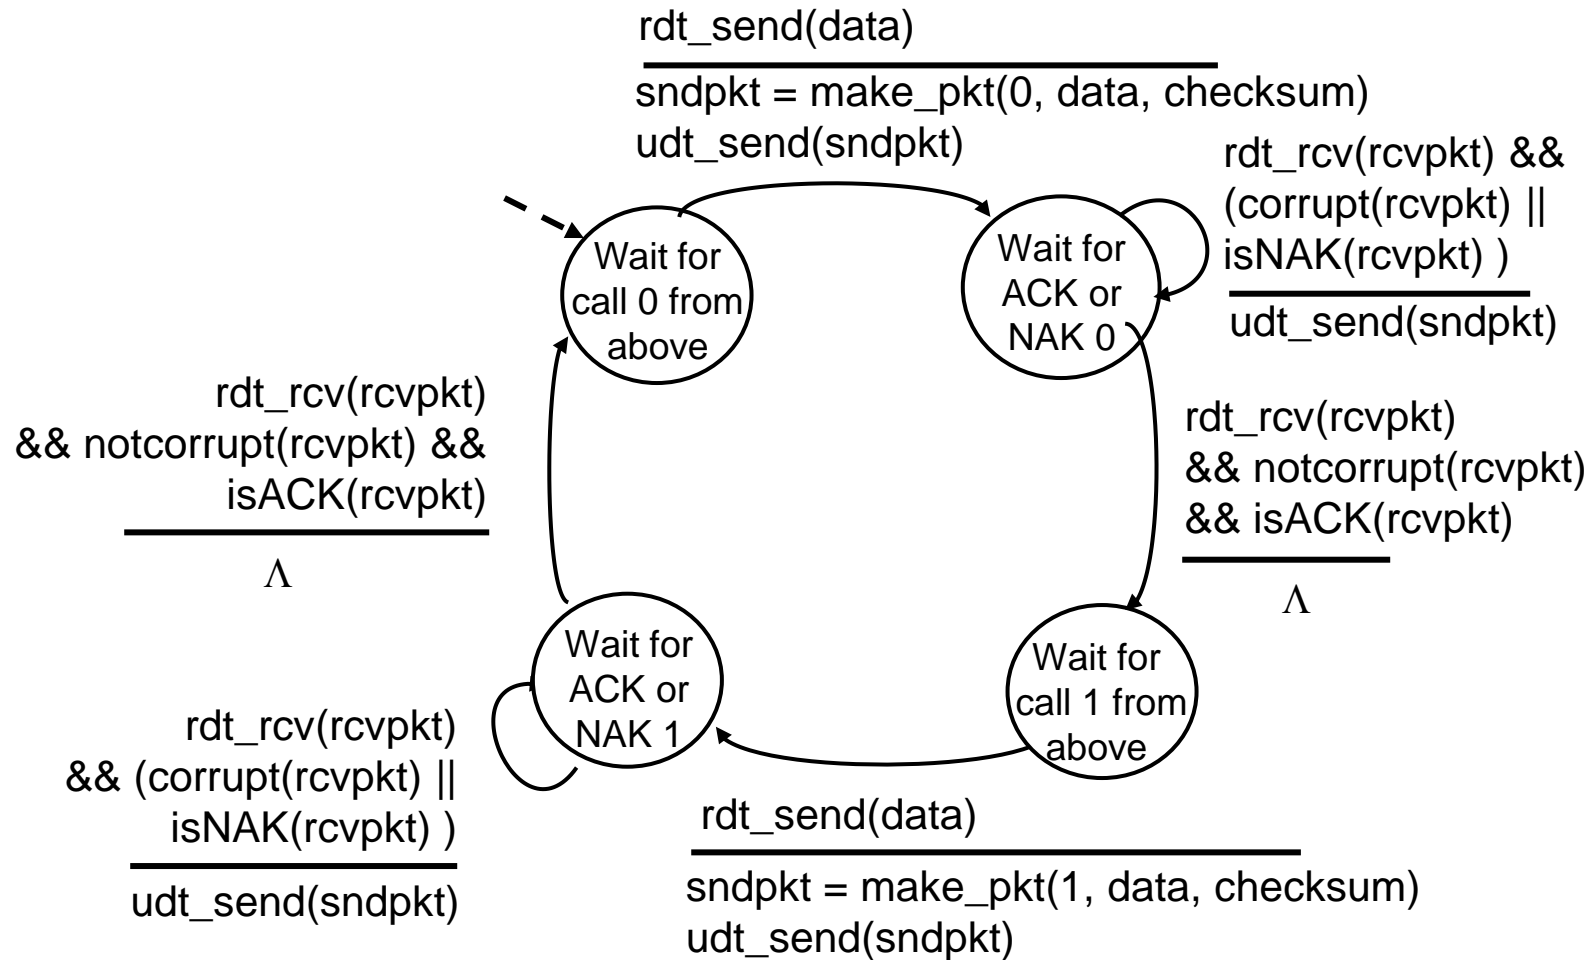 rdt_send(data)
sndpkt = make_pkt(0, data, checksum)
udt_send(sndpkt)
rdt_rcv(rcvpkt) &&
(corrupt(rcvpkt) ||
isNAK(rcvpkt) )
udt_send(sndpkt)
Wait for
call 0 from
above
Wait for
ACK or
NAK 0
rdt_rcv(rcvpkt)
&& notcorrupt(rcvpkt) &&
isACK(rcvpkt)
Λ
rdt_rcv(rcvpkt)
&& notcorrupt(rcvpkt)
&& isACK(rcvpkt)
Λ
Wait for
ACK or
NAK 1
Wait for
call 1 from
above
rdt_rcv(rcvpkt)
&& (corrupt(rcvpkt) ||
isNAK(rcvpkt) )
udt_send(sndpkt)
rdt_send(data)
sndpkt = make_pkt(1, data, checksum)
udt_send(sndpkt)